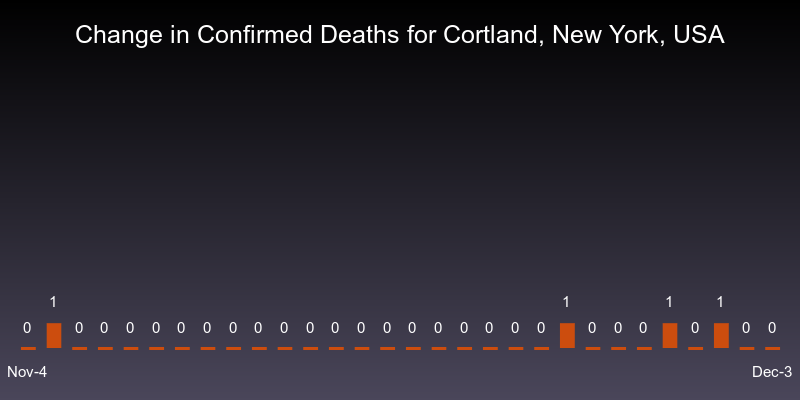 Change in Confirmed Deaths for Cortland, New York, USA
1 1 1 1
0 0 0 0 0 0 0 0 0 0 0 0 0 0 0 0 0 0 0 0 0 0 0 0 0 0
Nov-4 Dec-3